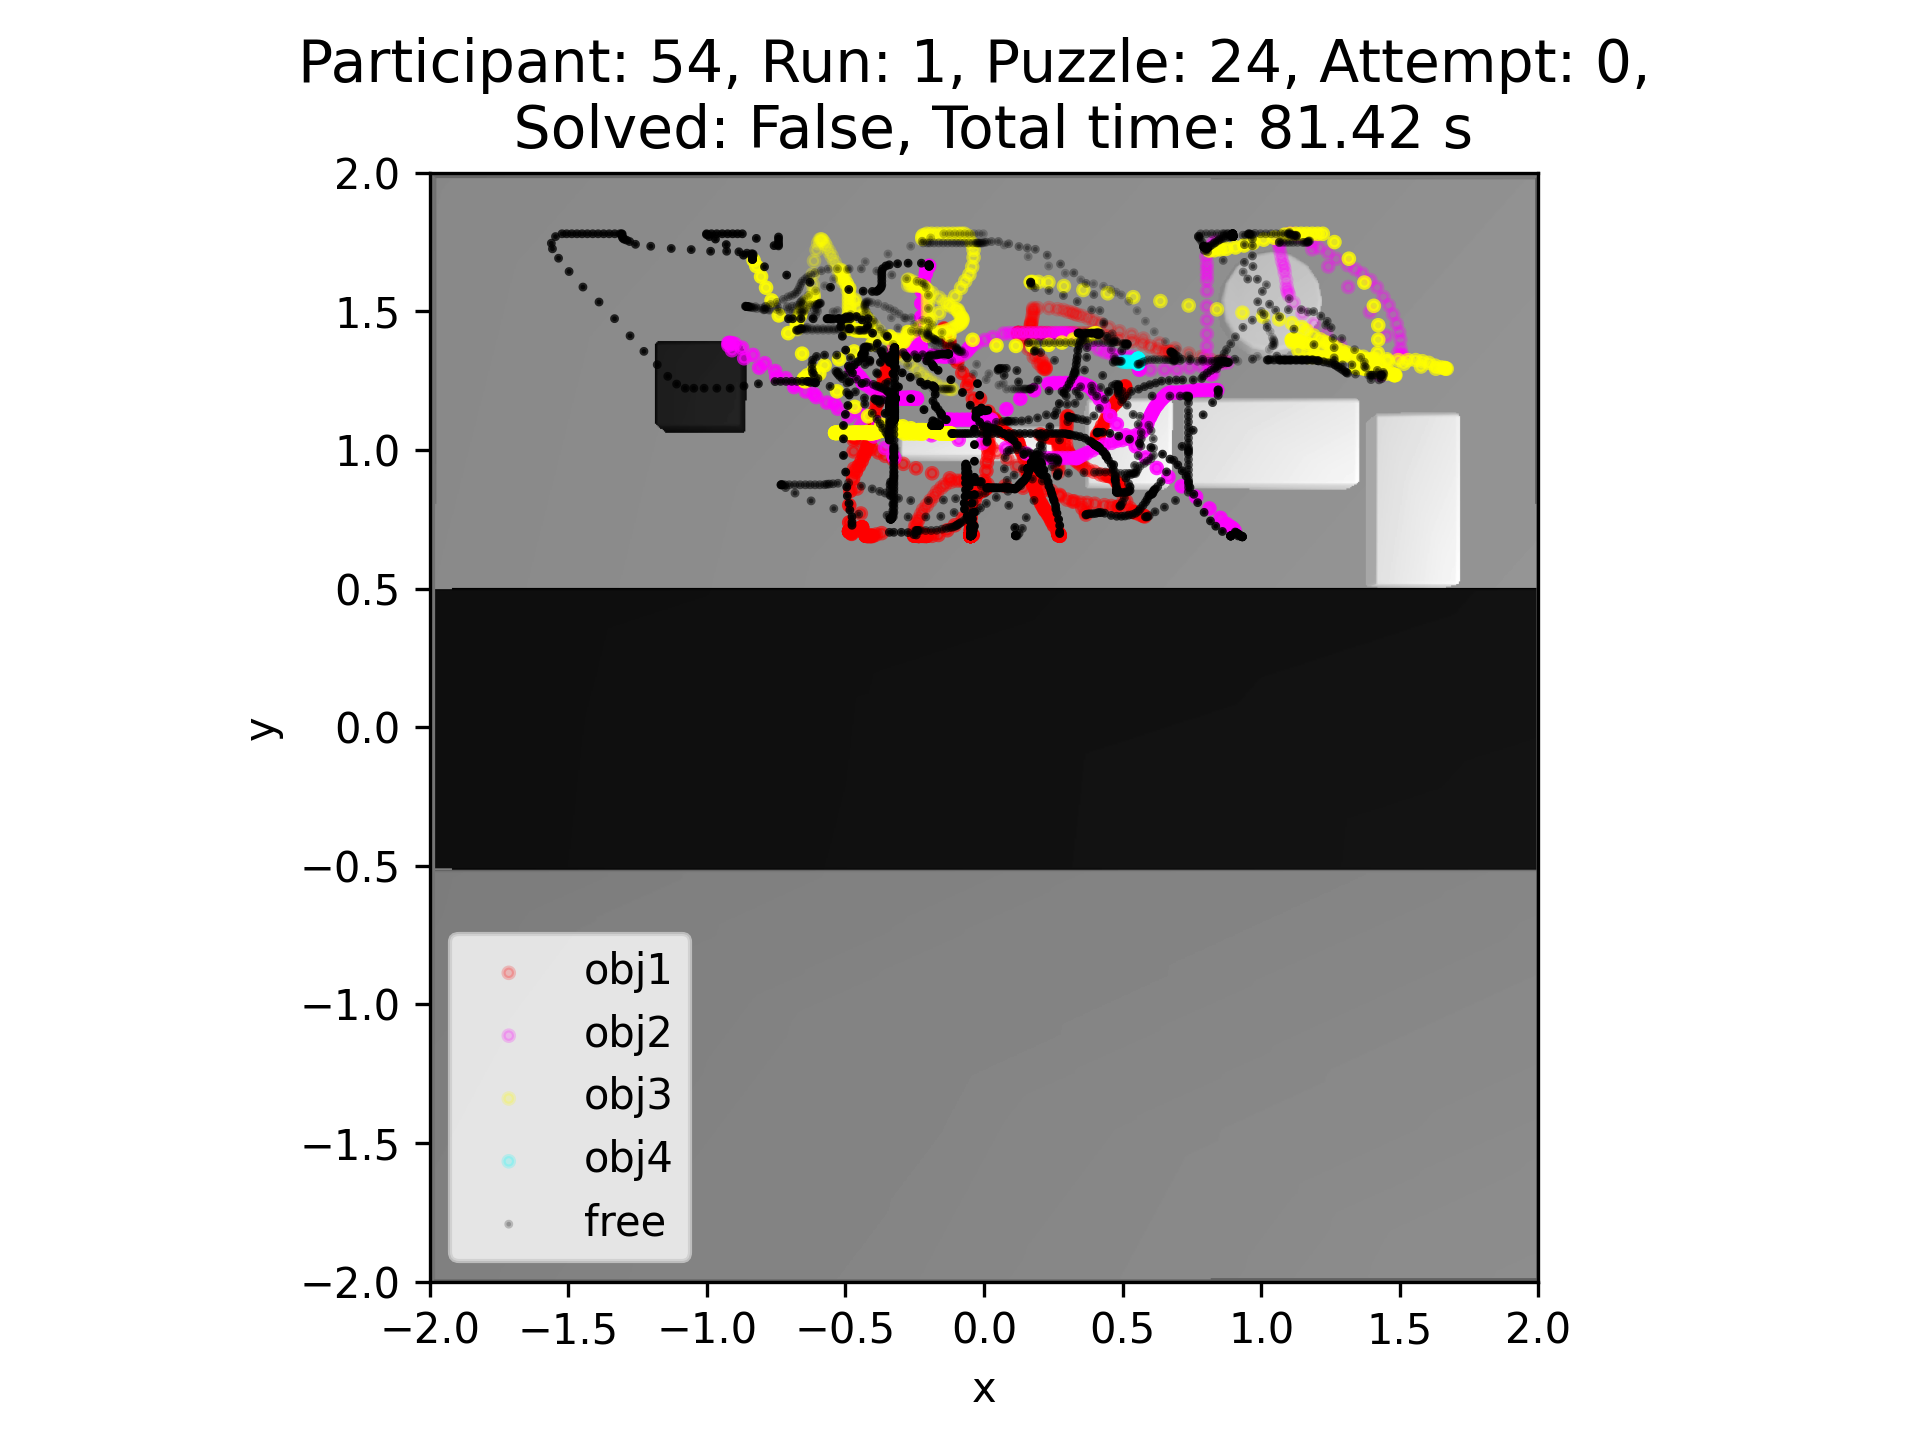 Participant: 54, Run: 1, Puzzle: 24, Attempt: 0,
Solved: False, Total time: 81.42 s
2.0
1.5
1.0
0.5
0.0
−0.5
−1.0
−1.5
−2.0
y
obj1
obj2
obj3
obj4
free
−2.0 −1.5 −1.0 −0.5 0.0 0.5 1.0 1.5 2.0
x